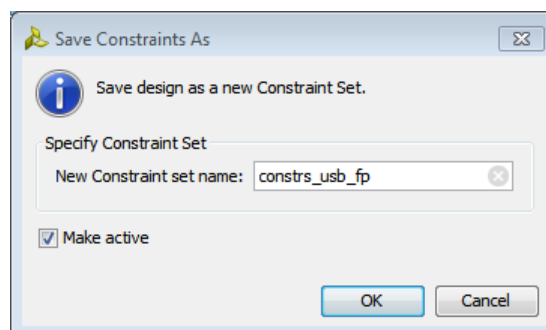 Save Constraints As
Save design as a new Constraint Set.
Specify Constraint Set
New Constraint set name: constrs_usb_fp
Make active
OK Cancel